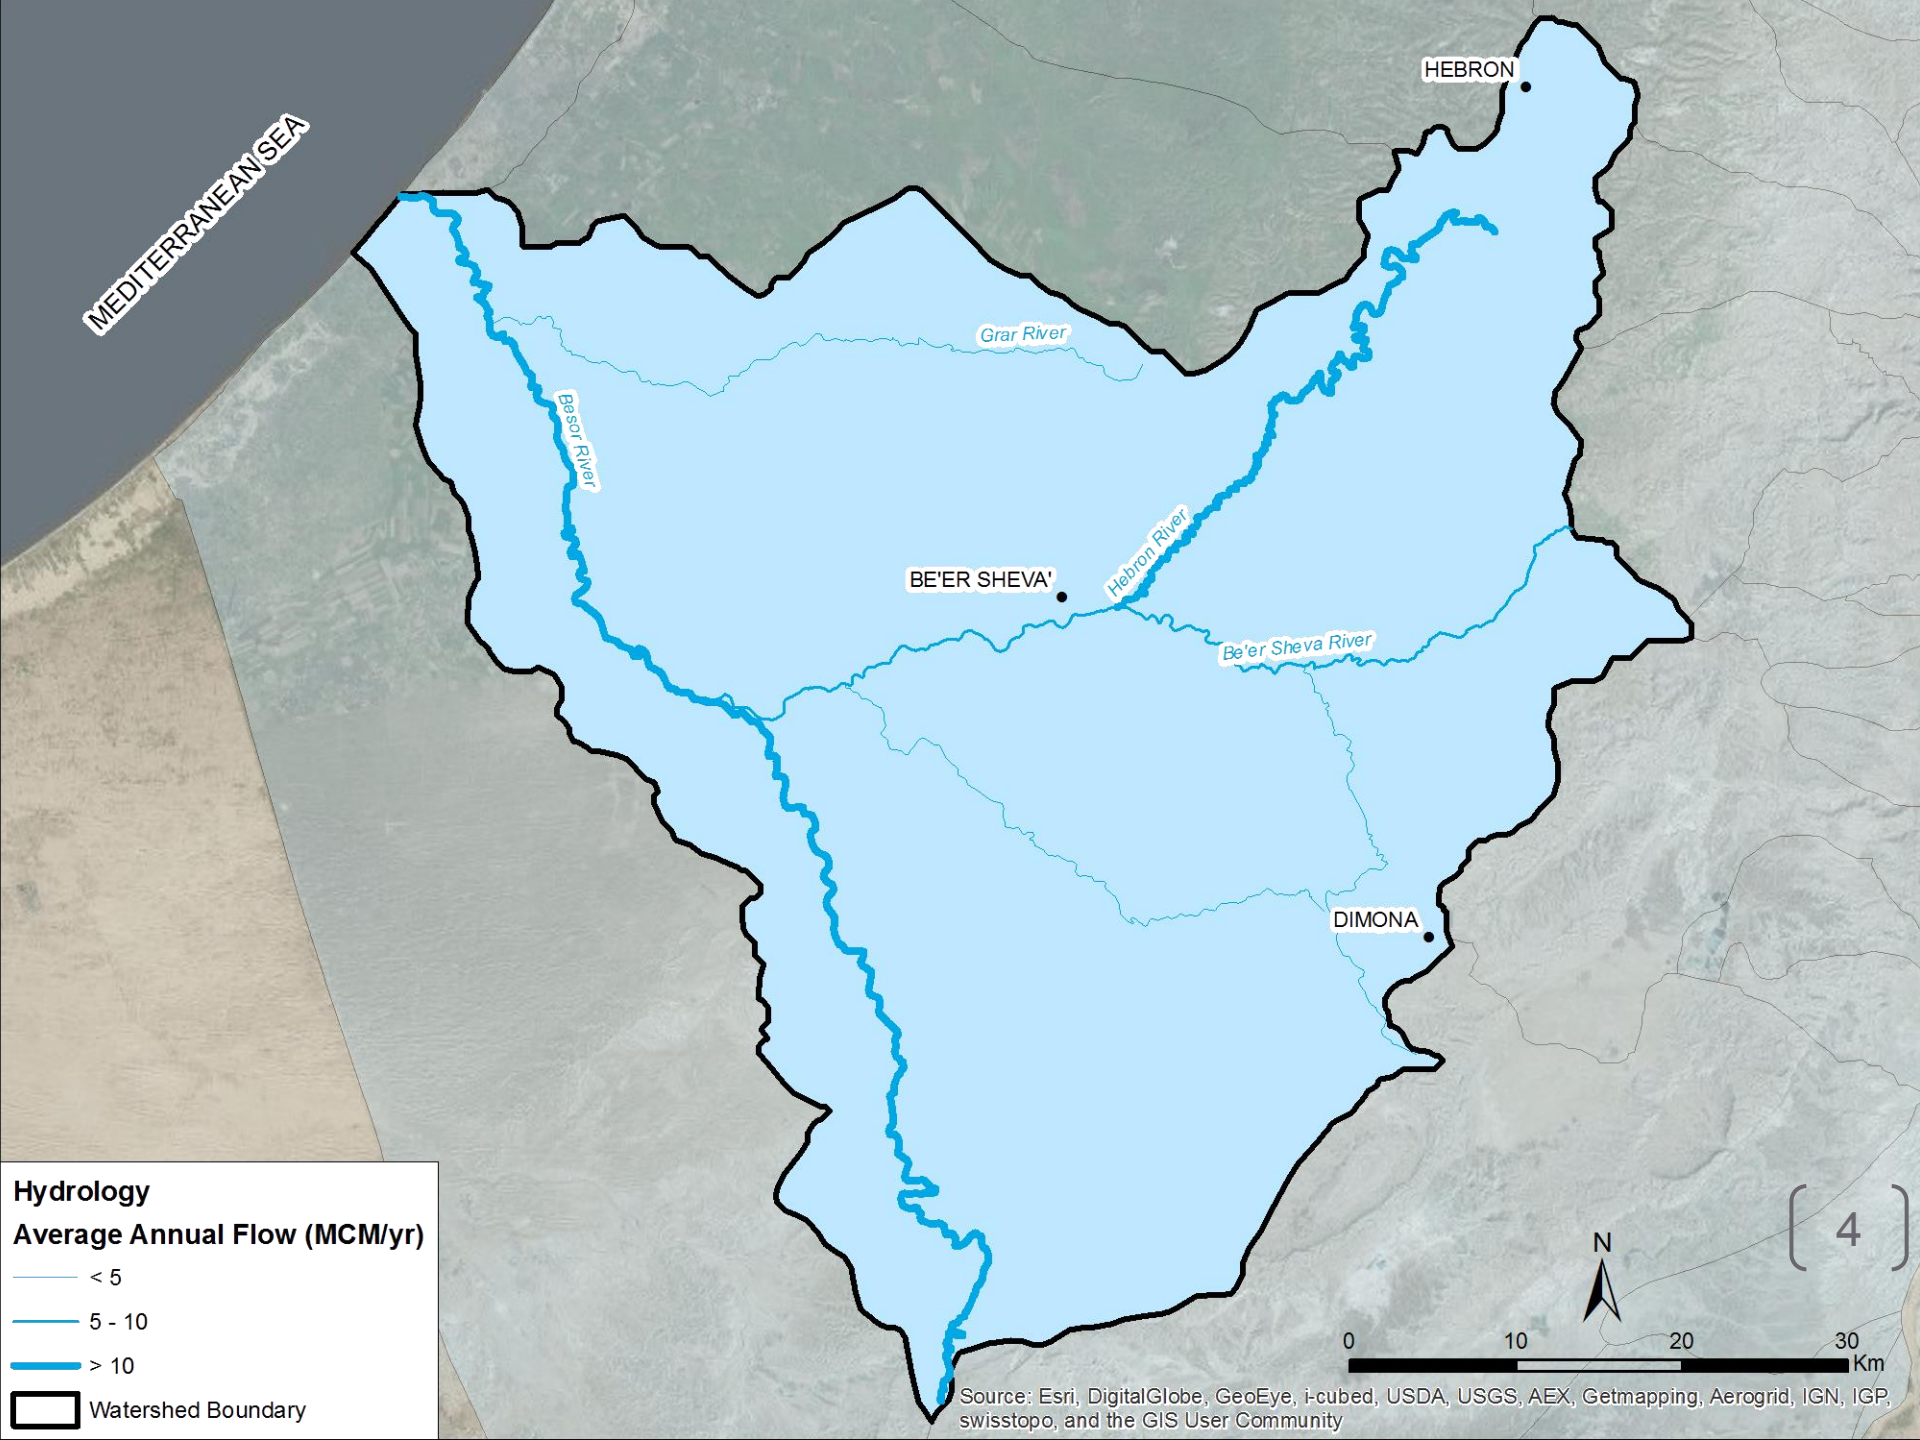 HEBRON
MEDITERRANEAN SEA
Grar River
Besor River
Hebron River
BE'ER SHEVA'
Be'er Sheva River
DIMONA
Hydrology
Average Annual Flow (MCM/yr)
< 5
5 - 10
> 10
Watershed Boundary
4
N
0 10 20 30
Km
Source: Esri, DigitalGlobe, GeoEye, i-cubed, USDA, USGS, AEX, Getmapping, Aerogrid, IGN, IGP,
swisstopo, and the GIS User Community